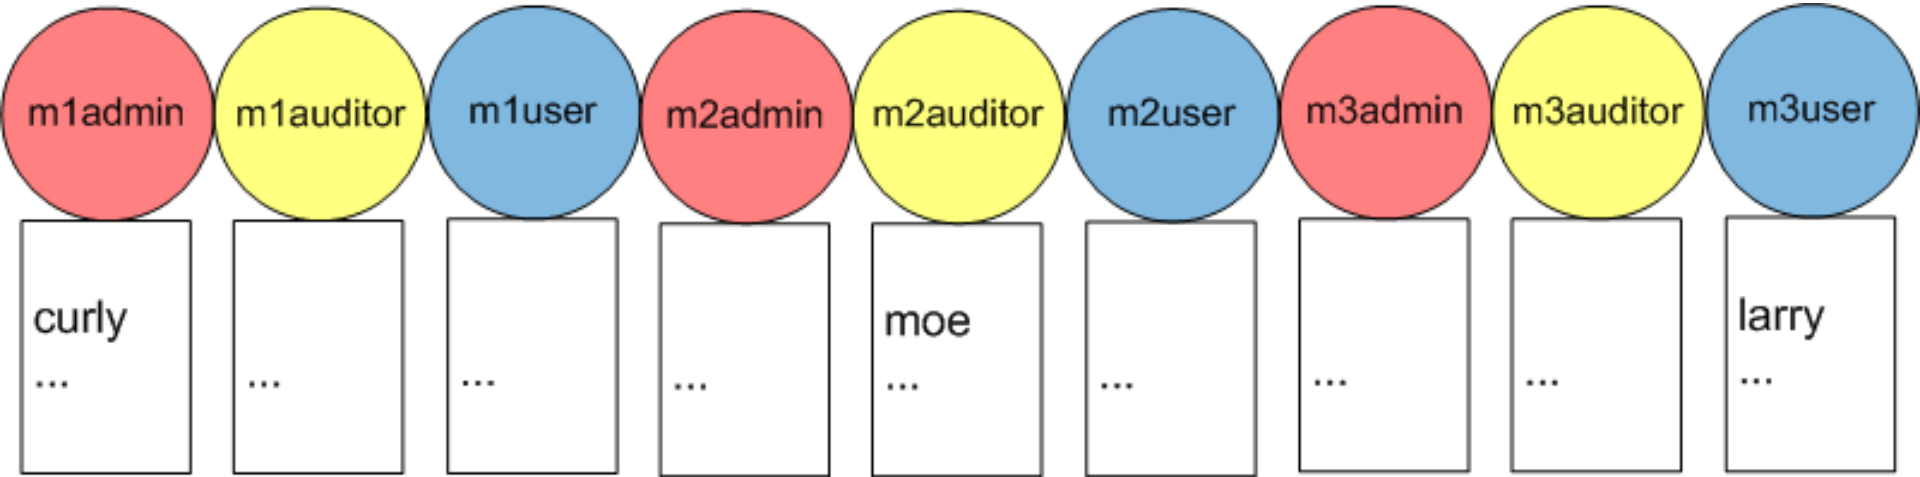 m1admin
m1auditor
m1user
m2admin
m2auditor
m2user
m3admin
m3auditor
m3user
curly
...
...
...
...
moe
...
...
...
...
larry
...